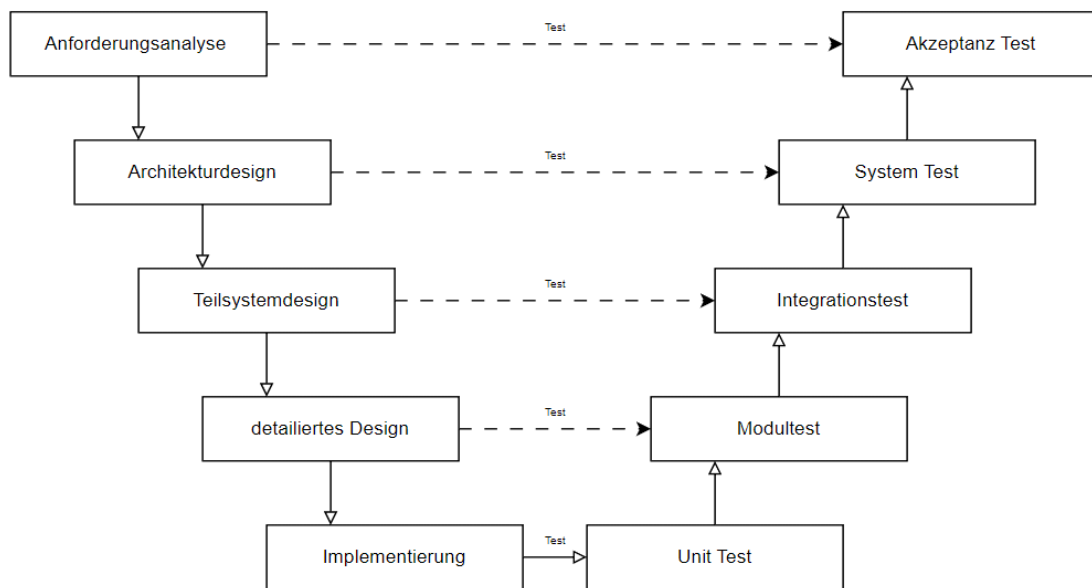 Anforderungsanalyse
Test
Akzeptanz Test
Architekturdesign
Test
System Test
Teilsystemdesign
Test
Integrationstest
detailiertes Design
Test
Modultest
Implementierung
Test
Unit Test